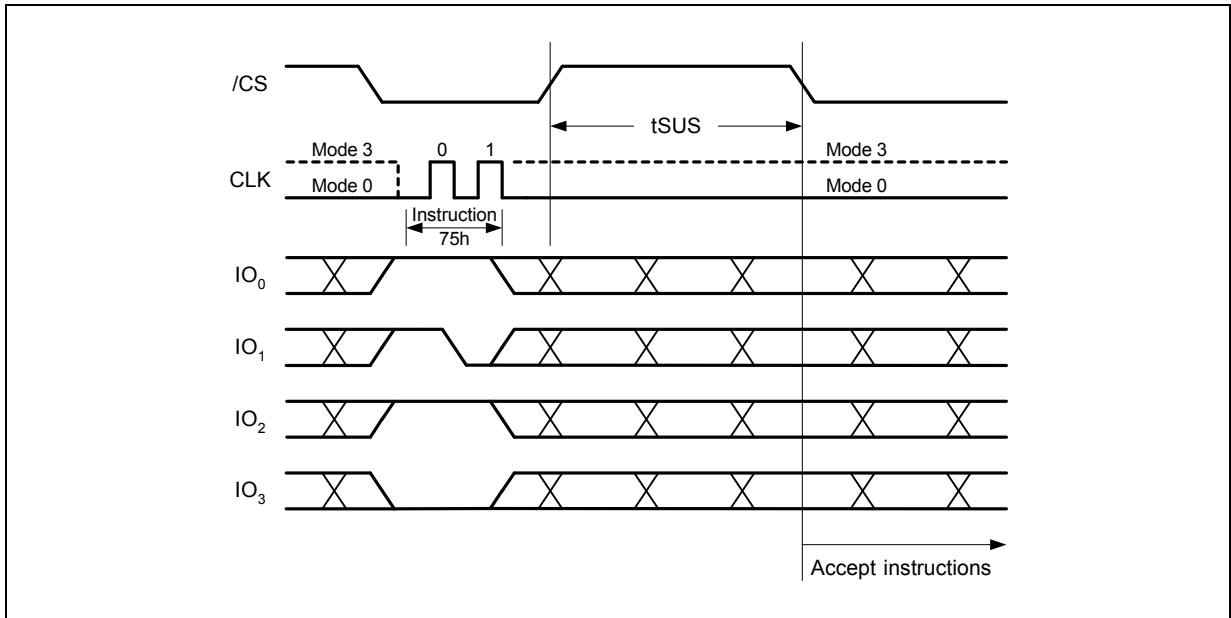 /CS
tSUS
Mode 3 0 1 Mode 3
CLK
Mode 0 Mode 0
Instruction
75h
IO0
IO1
IO2
IO3
Accept instructions